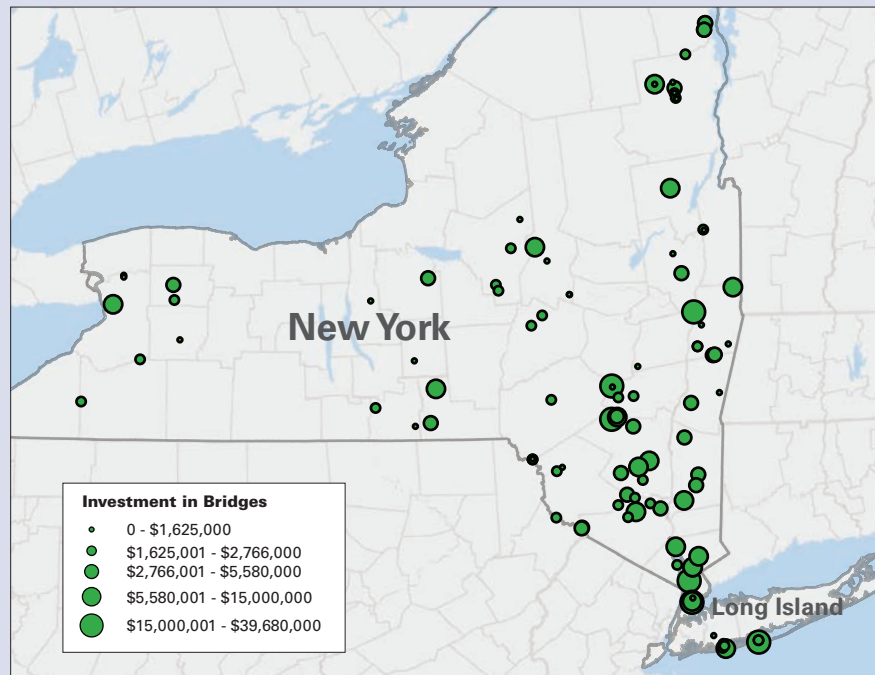 New York
Long Island
Investment in Bridges
0 - $1,625,000
$1,625,001 - $2,766,000
$2,766,001 - $5,580,000
$5,580,001 - $15,000,000
$15,000,001 - $39,680,000